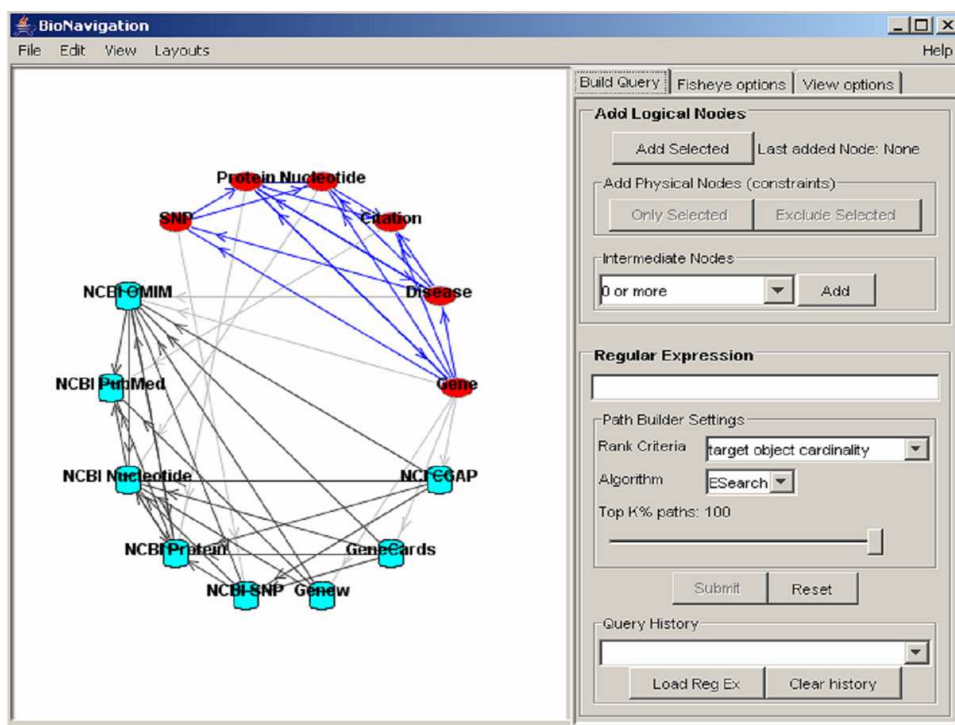 BioNavigation
File Edit View Layouts Help
Build Query Fisheye options View options
Add Logical Nodes
Add Selected Last added Node: None
Add Physical Nodes (constraints)
Only Selected Exclude Selected
Intermediate Nodes
0 or more Add
Regular Expression
Path Builder Settings
Rank Criteria target object cardinality
Algorithm ESearch
Top K% paths: 100
Submit Reset
Query History
Load Reg Ex Clear history
Protein Nucleotide
SNP Citation
NCBI OMIM Disease
NCBI PubMed Gene
NCBI Nucleotide NCI CGAP
NCBI Protein GeneCards
NCBI SNP Genew